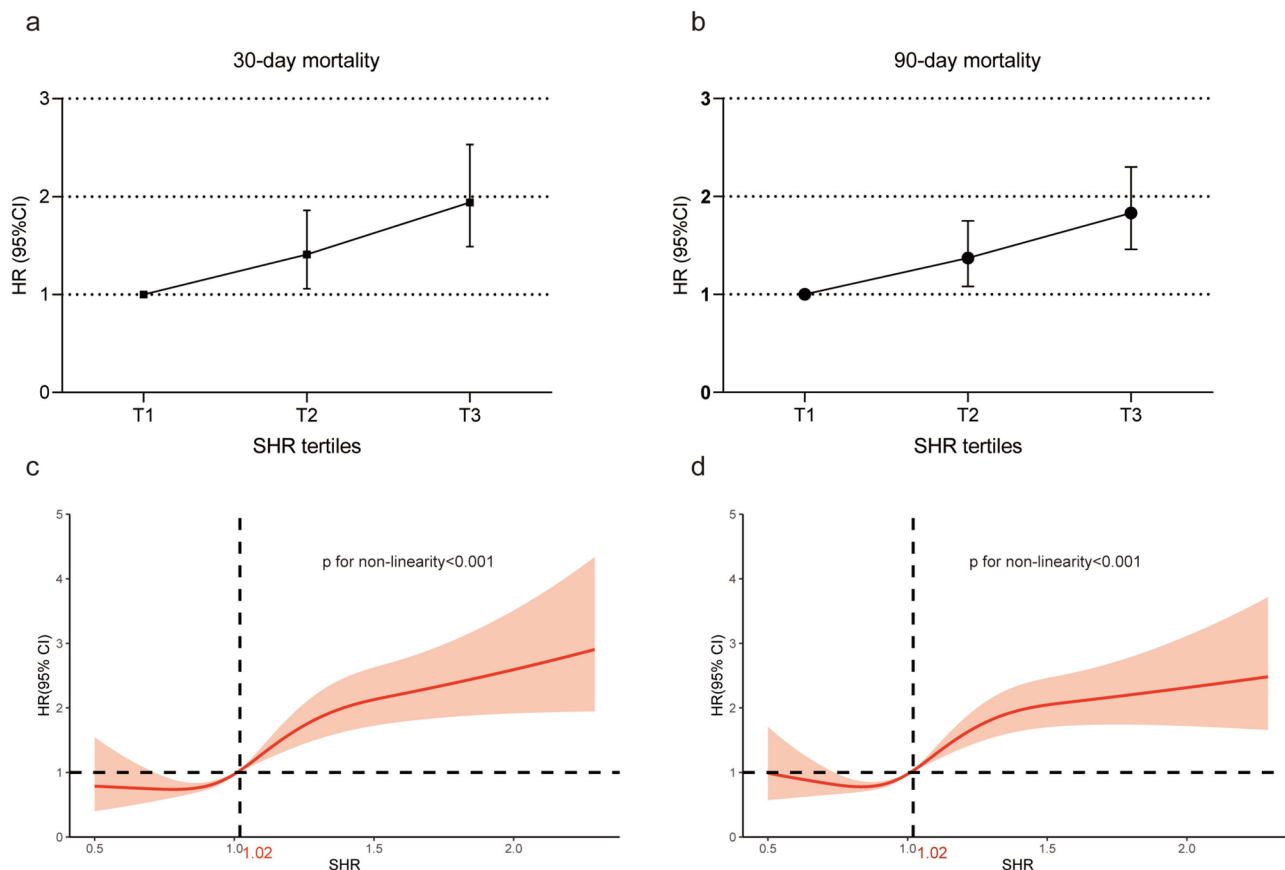 a
30-day mortality
3
2
1
0
HR (95%CI)
T1 T2 T3
SHR tertiles
b
90-day mortality
3
2
1
0
HR (95%CI)
T1 T2 T3
SHR tertiles
c
5
4
3
2
1
0
HR(95% CI)
p for non-linearity<0.001
0.5 1.0 1.02 1.5 2.0
SHR
d
5
4
3
2
1
0
HR(95% CI)
p for non-linearity<0.001
0.5 1.0 1.02 1.5 2.0
SHR